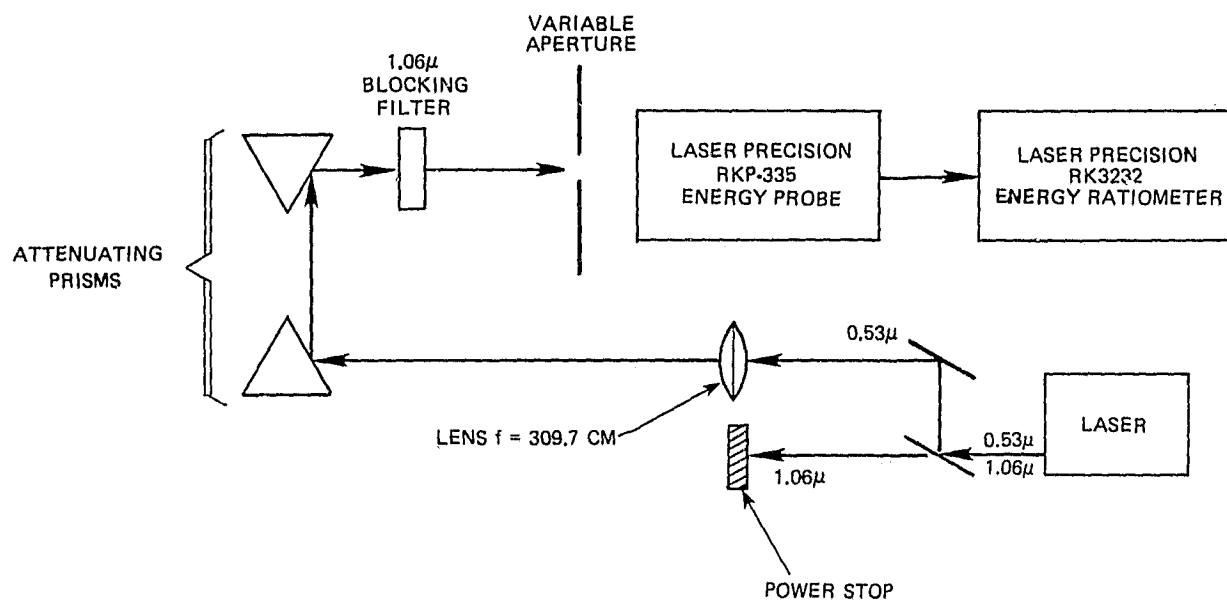 VARIABLE
APERTURE
1.06μ
BLOCKING
FILTER
LASER PRECISION
RKP-335
ENERGY PROBE
LASER PRECISION
RK3232
ENERGY RATIOMETER
ATTENUATING
PRISMS
0.53μ
LENS f = 309.7 CM
LASER
0.53μ
1.06μ
1.06μ
POWER STOP